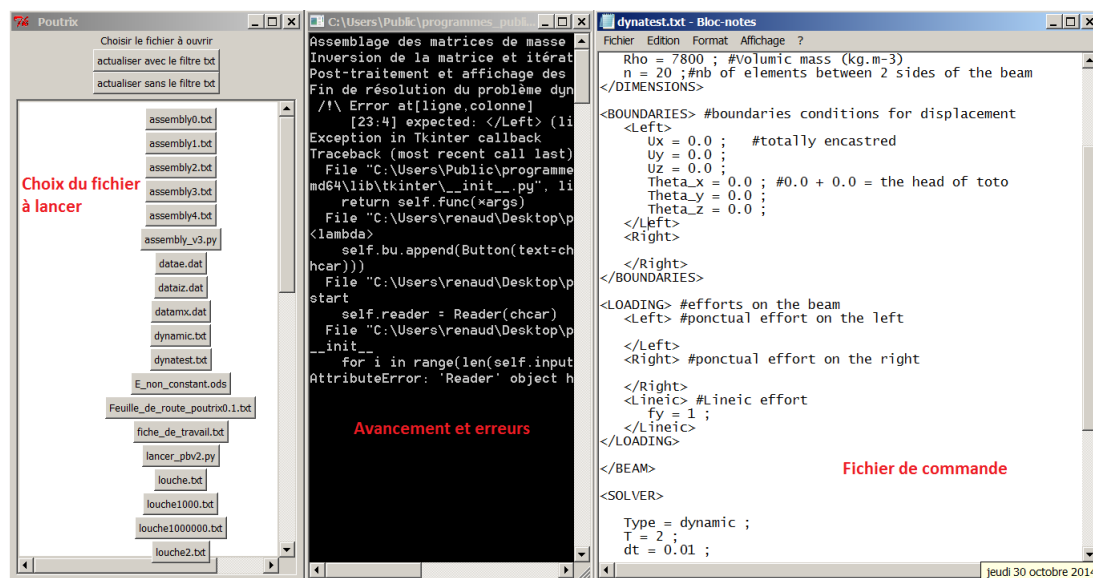 Poutrix
Choisir le fichier à ouvrir
actualiser avec le filtre txt
actualiser sans le filtre txt
assembly0.txt
assembly1.txt
assembly2.txt
assembly3.txt
assembly4.txt
assembly_v3.py
datae.dat
dataiz.dat
datamx.dat
dynamic.txt
dynatest.txt
E_non_constant.ods
Feuille_de_route_poutrix0.1.txt
fiche_de_travail.txt
lancer_pbv2.py
louche.txt
louche1000.txt
louche1000000.txt
louche2.txt
Choix du fichier
à lancer
C:\Users\Public\programmes_publi...
Assemblage des matrices de masse
Inversion de la matrice et itérat
Post-traitement et affichage des
Fin de résolution du problème dyn
/!\ Error at[ligne,colonne]
[23:4] expected: </Left> (li
Exception in Tkinter callback
Traceback (most recent call last)
File "C:\Users\Public\programme
md64\lib\tkinter\__init__.py", li
return self.func(*args)
File "C:\Users\renaud\Desktop\p
<lambda>
self.bu.append(Button(text=ch
hcar)))
File "C:\Users\renaud\Desktop\p
start
self.reader = Reader(chcar)
File "C:\Users\renaud\Desktop\p
__init__
for i in range(len(self.input
AttributeError: 'Reader' object h
Avancement et erreurs
dynatest.txt - Bloc-notes
Fichier Edition Format Affichage ?
Rho = 7800 ; #Volumic mass (kg.m-3)
n = 20 ;#nb of elements between 2 sides of the beam
</DIMENSIONS>
<BOUNDARIES> #boundaries conditions for displacement
<Left>
Ux = 0.0 ; #totally encastred
Uy = 0.0 ;
Uz = 0.0 ;
Theta_x = 0.0 ; #0.0 + 0.0 = the head of toto
Theta_y = 0.0 ;
Theta_z = 0.0 ;
</Left>
<Right>
</Right>
</BOUNDARIES>
<LOADING> #efforts on the beam
<Left> #ponctual effort on the left
</Left>
<Right> #ponctual effort on the right
</Right>
<Lineic> #Lineic effort
fy = 1 ;
</Lineic>
</LOADING>
</BEAM>
<SOLVER>
Type = dynamic ;
T = 2 ;
dt = 0.01 ;
Fichier de commande
jeudi 30 octobre 2014